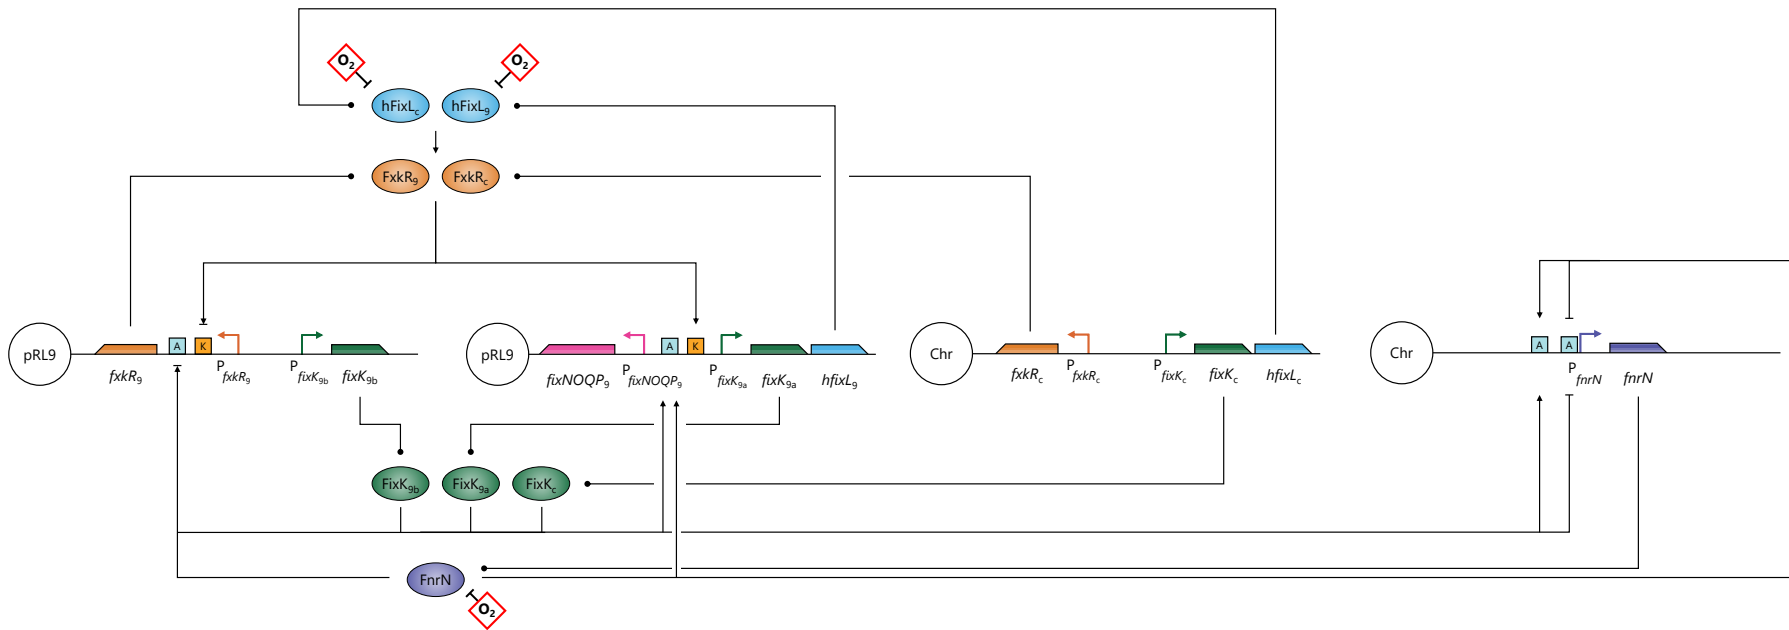 O₂ O₂
hFixLc hFixL9
FxkR9 FxkRc
pRL9 A K pRL9 A K Chr Chr A A
fxkR9 PfxkR9 PfixK9b fixK9b fixNOQP9 PfixNOQP9 PfixK9a fixK9a hfixL9 fxkRc PfxkRc PfixKc fixKc hfixLc PfnrN fnrN
FixK9b FixK9a FixKc
FnrN
O₂